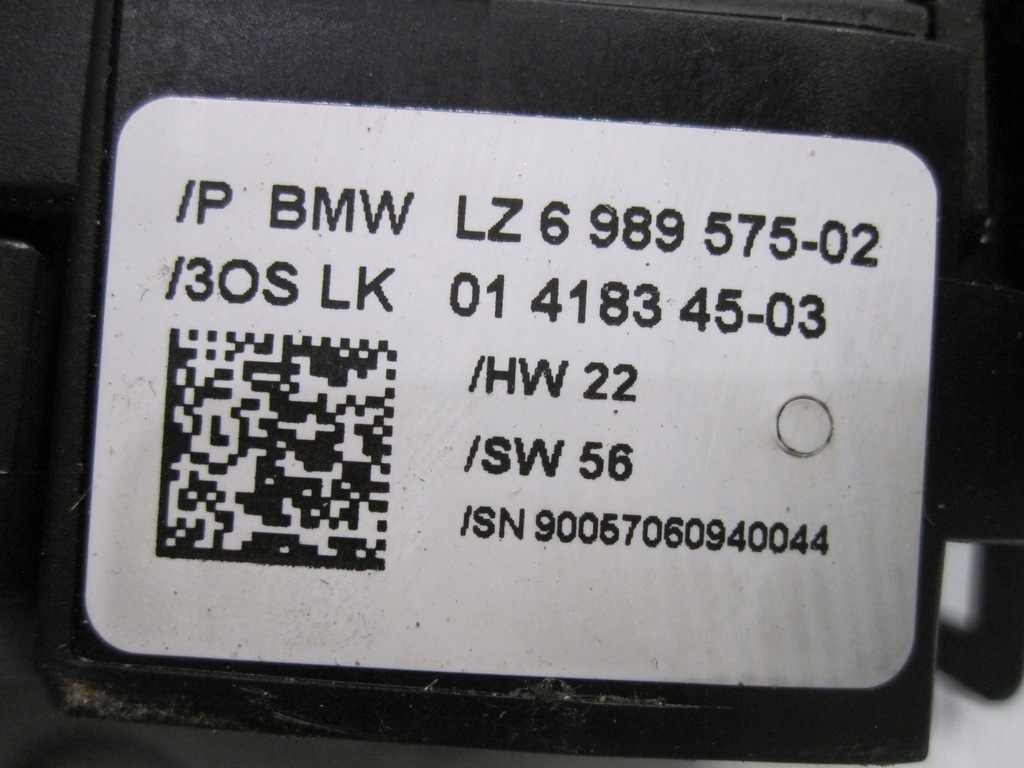 /P BMW LZ 6 989 575-02
/3OS LK 01 4183 45-03
/HW 22
/SW 56
/SN 90057060940044